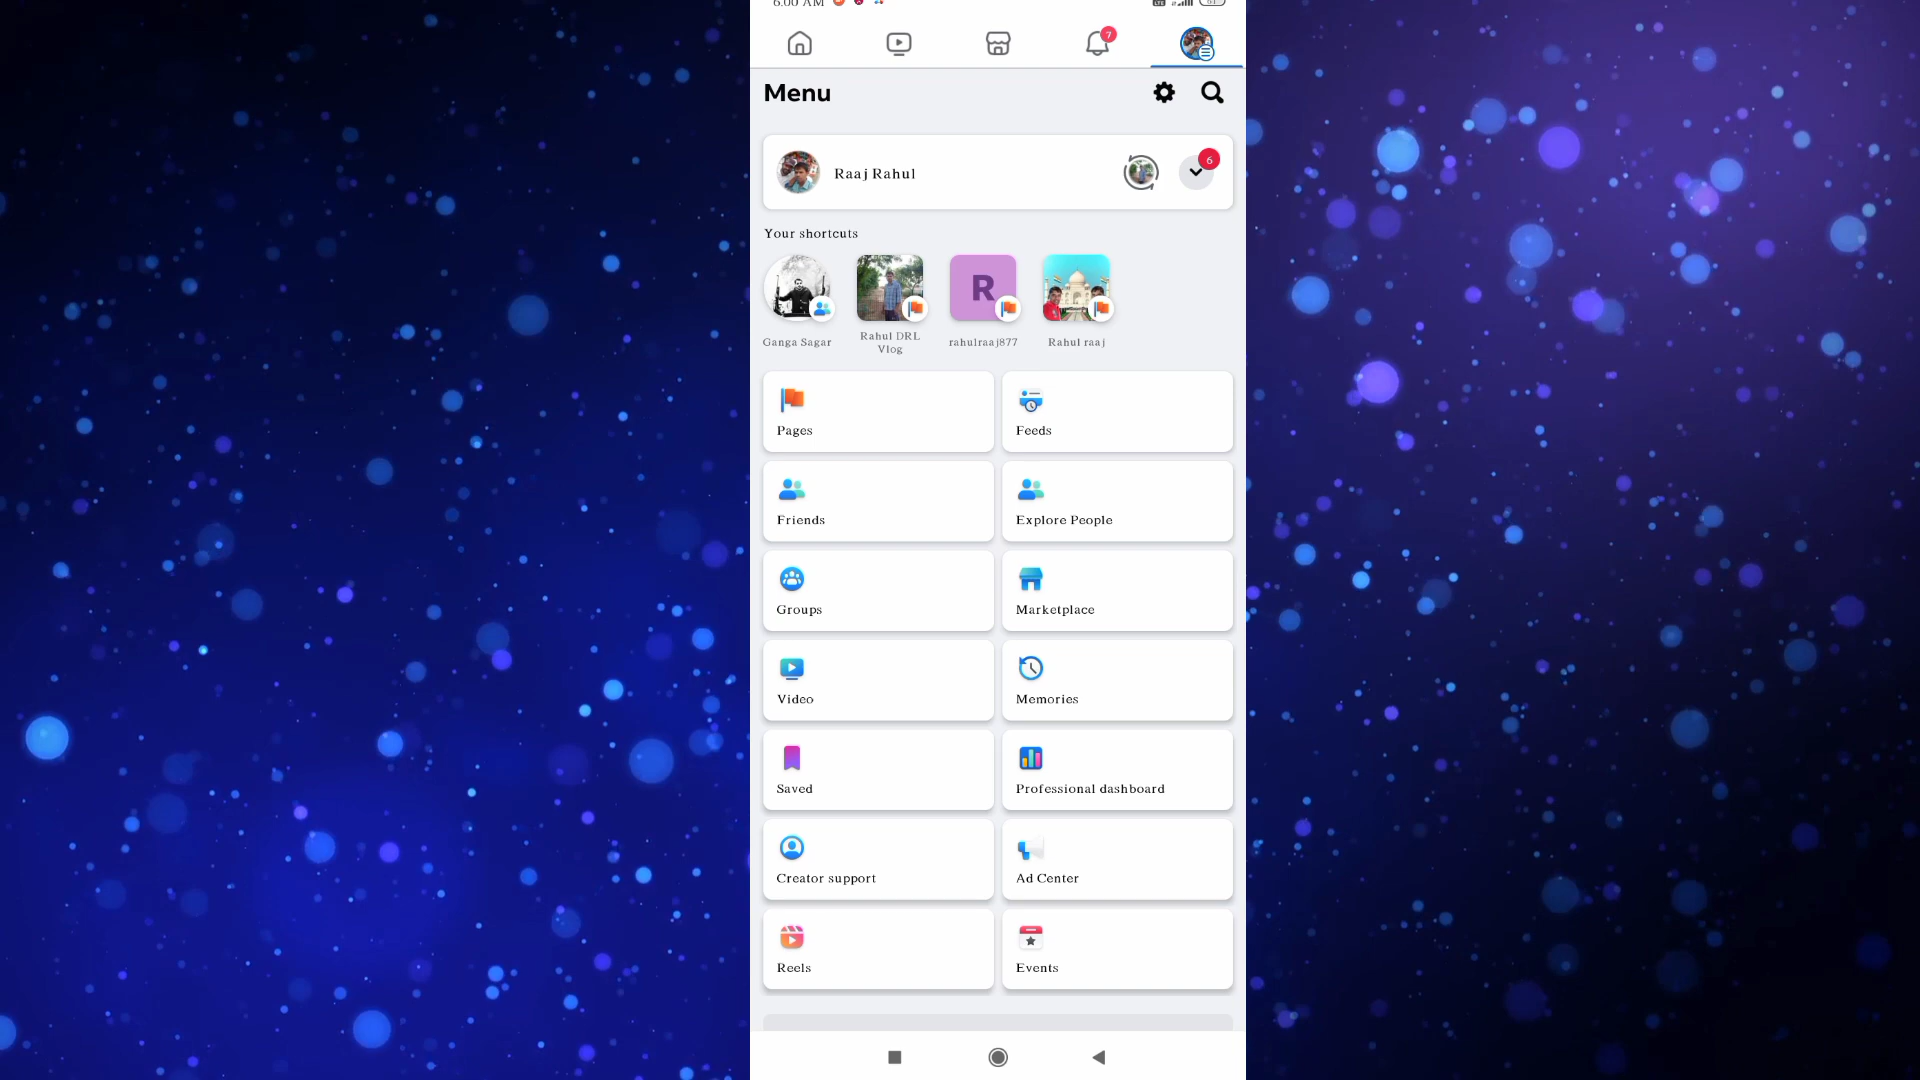 6:00 AM
7
Menu
Raaj Rahul
6
Your shortcuts
R
Ganga Sagar
Rahul DRL
Vlog
rahulraaj877
Rahul raaj
Pages
Feeds
Friends
Explore People
Groups
Marketplace
Video
Memories
Saved
Professional dashboard
Creator support
Ad Center
Reels
Events